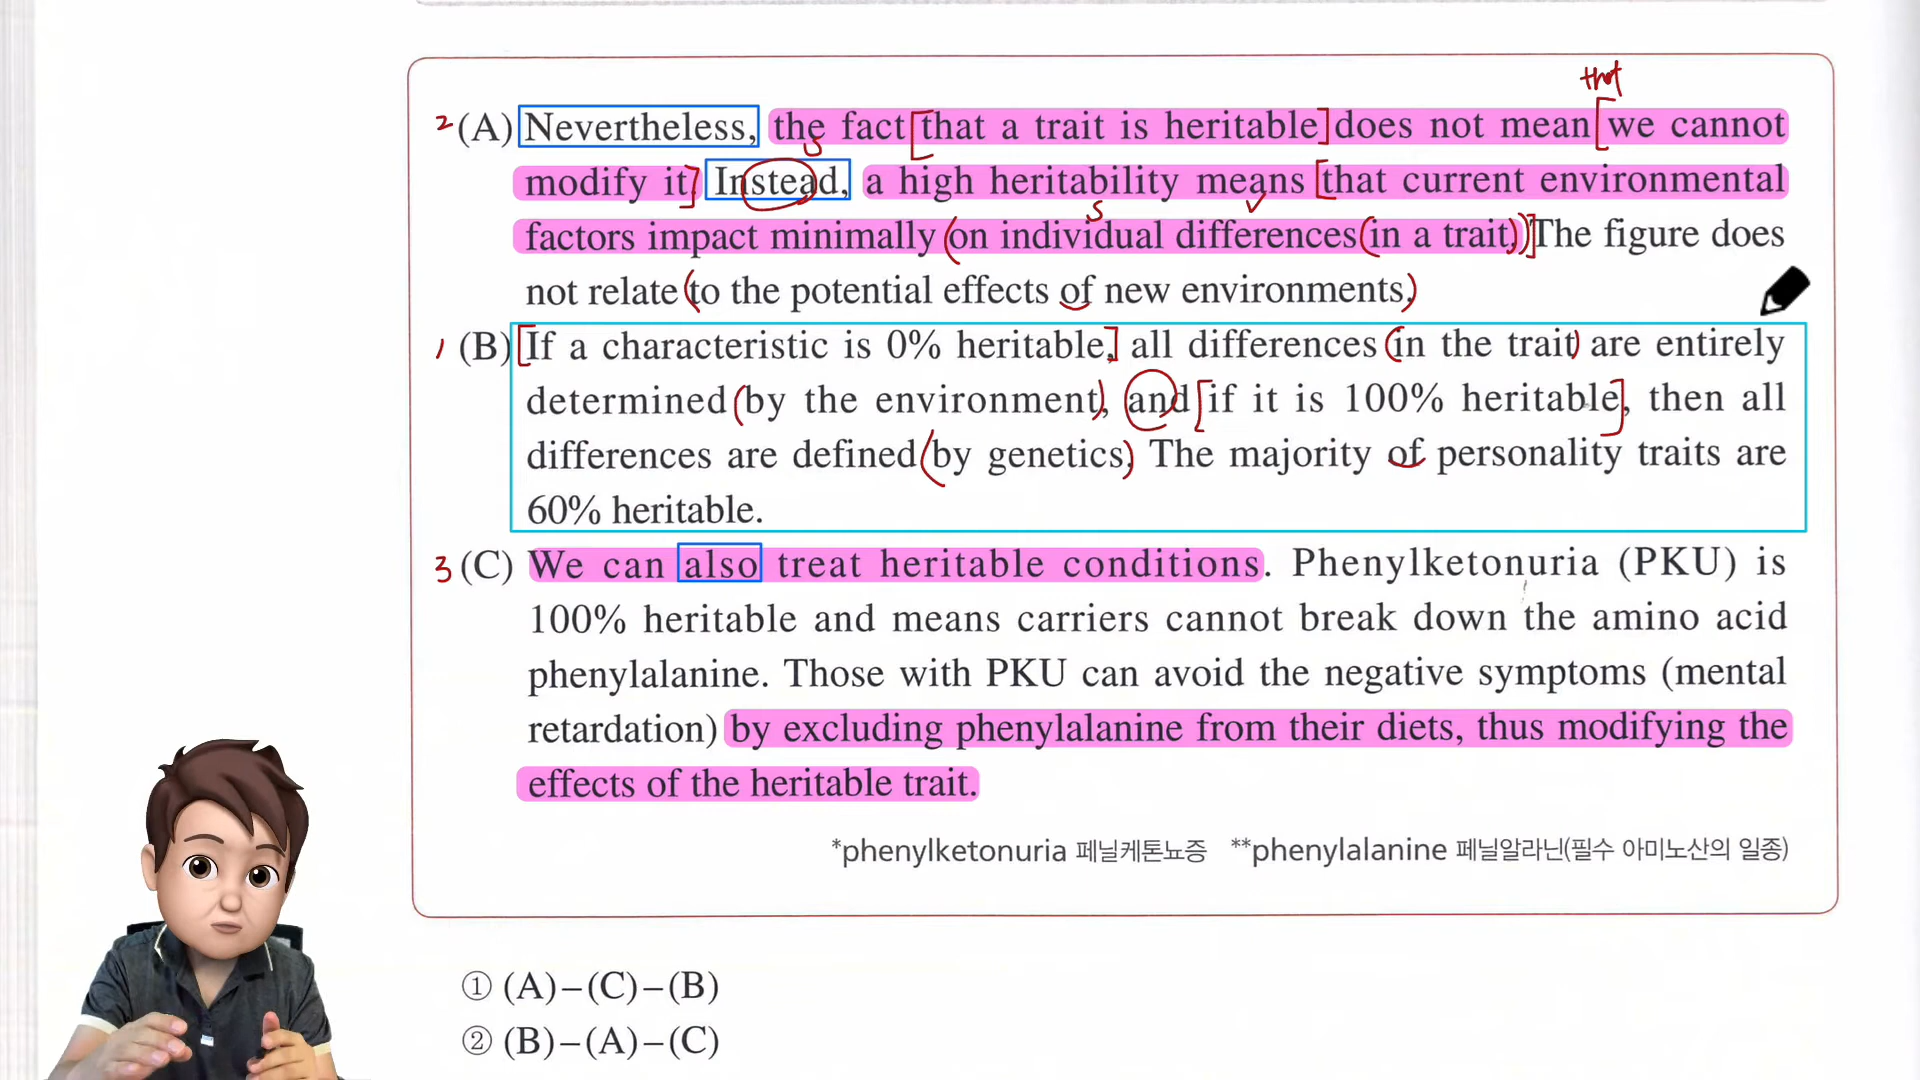 that
2 (A) Nevertheless, the fact [that a trait is heritable] does not mean [we cannot
modify it] Instead, a high heritability means [that current environmental
s
s v
factors impact minimally (on individual differences (in a trait.))] The figure does
not relate (to the potential effects of new environments.)
1 (B) [If a characteristic is 0% heritable,] all differences (in the trait) are entirely
determined (by the environment), and [if it is 100% heritable], then all
differences are defined (by genetics.) The majority of personality traits are
60% heritable.
3 (C) We can also treat heritable conditions. Phenylketonuria (PKU) is
100% heritable and means carriers cannot break down the amino acid
phenylalanine. Those with PKU can avoid the negative symptoms (mental
retardation) by excluding phenylalanine from their diets, thus modifying the
effects of the heritable trait.
*phenylketonuria 페닐케톤뇨증 **phenylalanine 페닐알라닌(필수 아미노산의 일종)
① (A)–(C)–(B)
② (B)–(A)–(C)